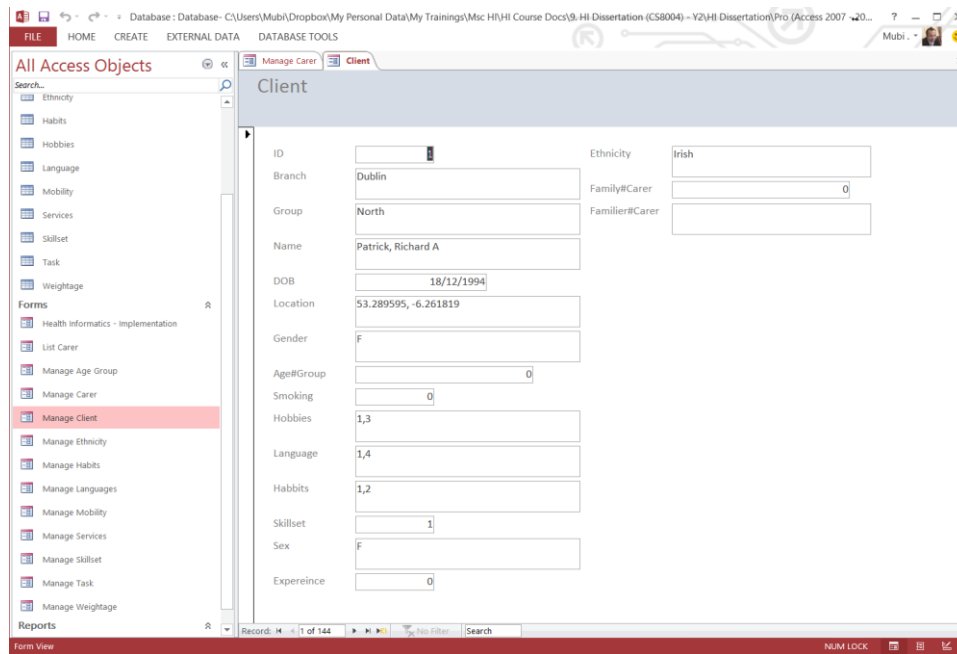 Database : Database- C:\Users\Mubi\Dropbox\My Personal Data\My Trainings\Msc HI\HI Course Docs\9. HI Dissertation (CS8004) - Y2\HI Dissertation\Pro (Access 2007 - 20...
FILE HOME CREATE EXTERNAL DATA DATABASE TOOLS Mubi .
All Access Objects
Search...
Ethnicity
Habits
Hobbies
Language
Mobility
Services
Skillset
Task
Weightage
Forms
Health Informatics - Implementation
List Carer
Manage Age Group
Manage Carer
Manage Client
Manage Ethnicity
Manage Habits
Manage Languages
Manage Mobility
Manage Services
Manage Skillset
Manage Task
Manage Weightage
Reports
Manage Carer Client
Client
ID 1
Branch Dublin
Group North
Name Patrick, Richard A
DOB 18/12/1994
Location 53.289595, -6.261819
Gender F
Age#Group 0
Smoking 0
Hobbies 1,3
Language 1,4
Habbits 1,2
Skillset 1
Sex F
Expereince 0
Ethnicity Irish
Family#Carer 0
Familier#Carer
Record: 1 of 144 No Filter Search
Form View NUM LOCK